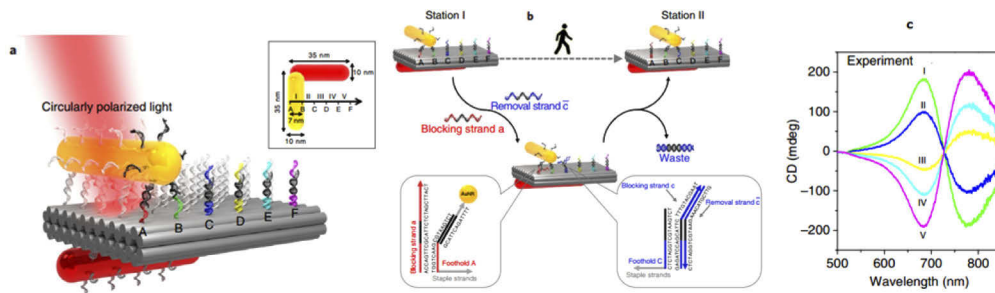 a
Circularly polarized light
35 nm
10 nm
35 nm
I II III IV V
A B C D E F
7 nm
10 nm
A B C D E F
b
Station I
Station II
A B C D E F
A B C D E F
Removal strand c̅
Blocking strand a
Waste
Blocking strand a
AuNR
Foothold A
Staple strands
Blocking strand c
Removal strand c̅
Foothold C
Staple strands
c
Experiment
CD (mdeg)
200
100
0
−100
−200
I
II
III
IV
V
500 600 700 800
Wavelength (nm)